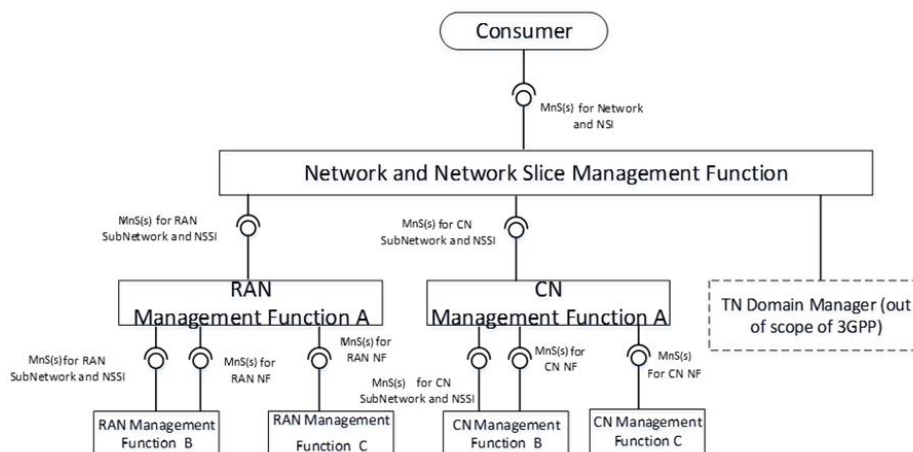 Consumer
MnS(s) for Network
and NSI
Network and Network Slice Management Function
MnS(s) for RAN
SubNetwork and NSSI
MnS(s) for CN
SubNetwork and NSSI
RAN
Management Function A
CN
Management Function A
TN Domain Manager (out
of scope of 3GPP)
MnS(s) for RAN
SubNetwork and NSSI
MnS(s) for
RAN NF
MnS(s) for
RAN NF
MnS(s) for CN
SubNetwork and NSSI
MnS(s) for
CN NF
MnS(s)
For CN NF
RAN Management
Function B
RAN Management
Function C
CN Management
Function B
CN Management
Function C